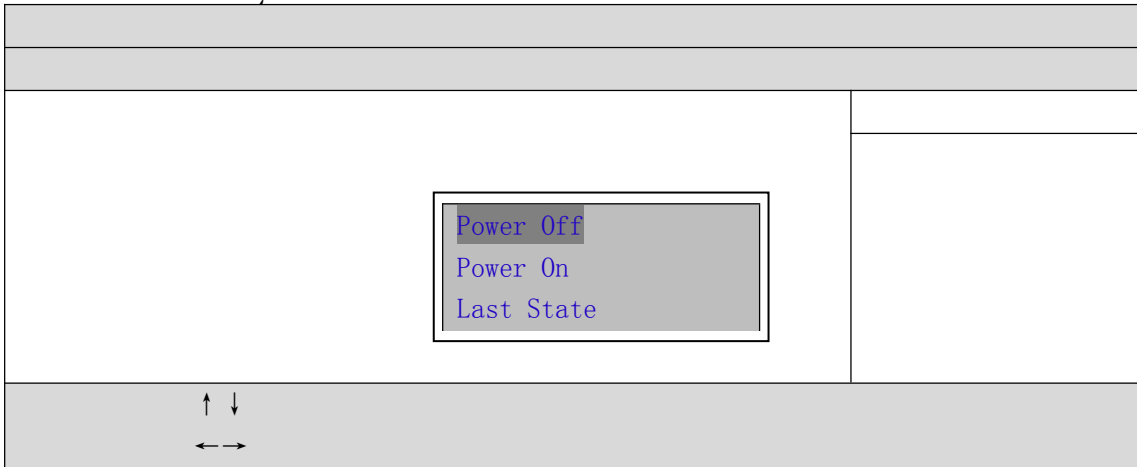 Power Off
Power On
Last State
↑ ↓
←→